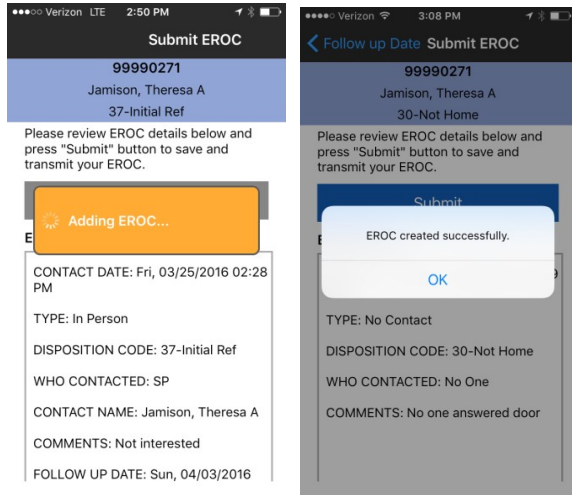 ●●●○○ Verizon LTE 2:50 PM
Submit EROC
99990271
Jamison, Theresa A
37-Initial Ref
Please review EROC details below and
press "Submit" button to save and
transmit your EROC.
Adding EROC...
E
CONTACT DATE: Fri, 03/25/2016 02:28
PM
TYPE: In Person
DISPOSITION CODE: 37-Initial Ref
WHO CONTACTED: SP
CONTACT NAME: Jamison, Theresa A
COMMENTS: Not interested
FOLLOW UP DATE: Sun, 04/03/2016
●●●●○ Verizon 3:08 PM
Follow up Date Submit EROC
99990271
Jamison, Theresa A
30-Not Home
Please review EROC details below and
press "Submit" button to save and
transmit your EROC.
Submit
EROC created successfully.
OK
TYPE: No Contact
DISPOSITION CODE: 30-Not Home
WHO CONTACTED: No One
COMMENTS: No one answered door